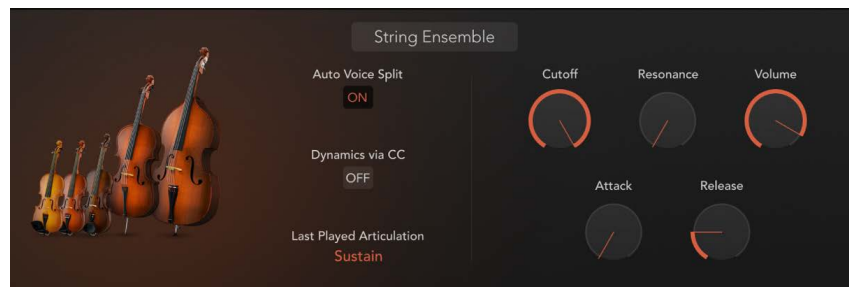 String Ensemble
Auto Voice Split
ON
Dynamics via CC
OFF
Last Played Articulation
Sustain
Cutoff
Resonance
Volume
Attack
Release